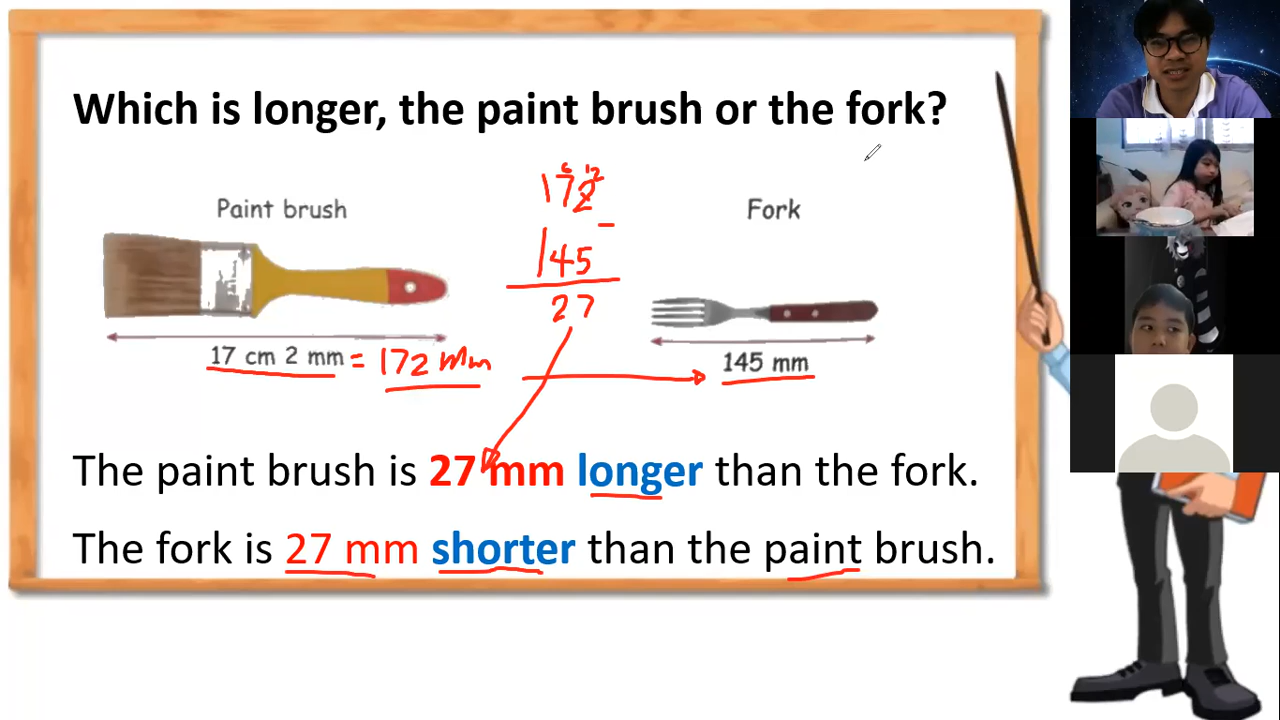 Which is longer, the paint brush or the fork?
6 12
172
-
145
27
Paint brush
Fork
17 cm 2 mm = 172 mm
145 mm
The paint brush is 27 mm longer than the fork.
The fork is 27 mm shorter than the paint brush.